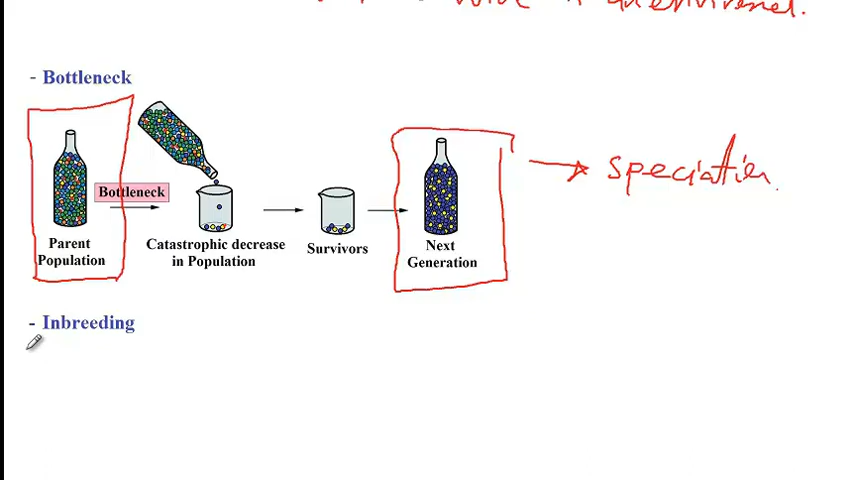 - Bottleneck
Bottleneck
Parent
Population
Catastrophic decrease
in Population
Survivors
Next
Generation
speciation.
- Inbreeding